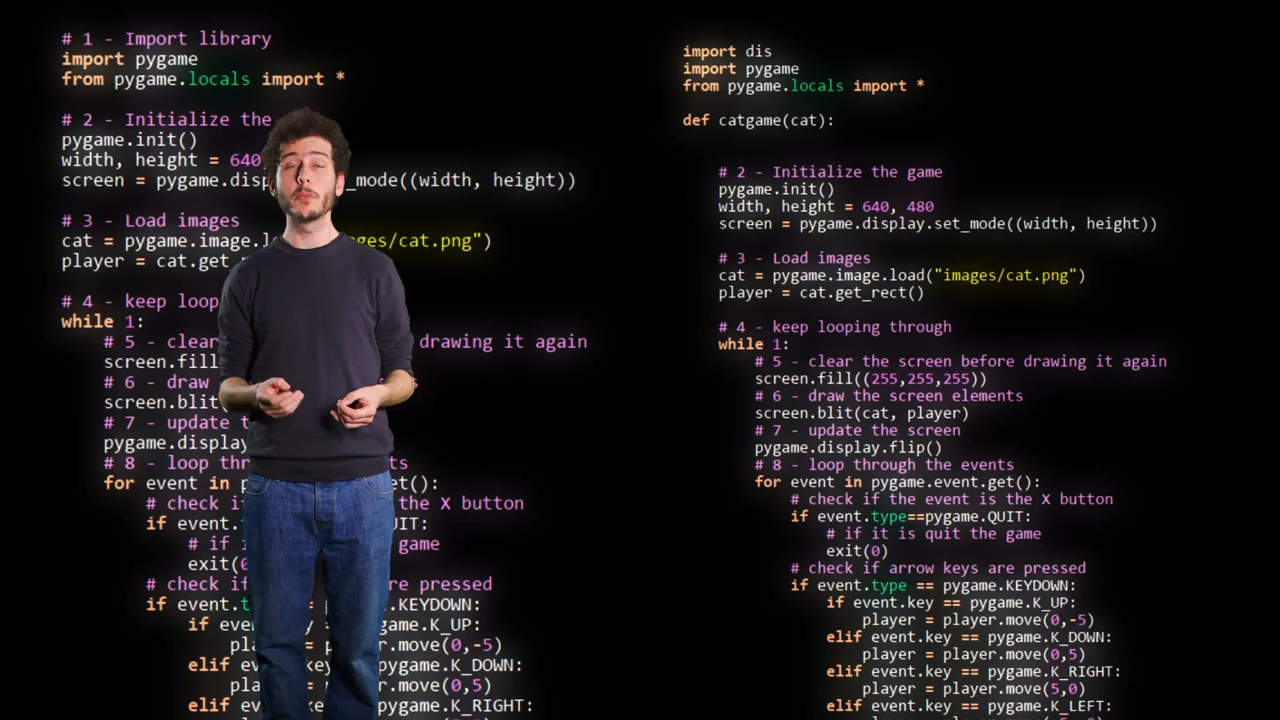 # 1 - Import library
import pygame
from pygame.locals import *
# 2 - Initialize the
pygame.init()
width, height = 640
screen = pygame.disp _mode((width, height))
# 3 - Load images
cat = pygame.image.l ges/cat.png")
player = cat.get_
# 4 - keep loop
while 1:
# 5 - clear drawing it again
screen.fill
# 6 - draw
screen.blit(
# 7 - update t
pygame.display
# 8 - loop thr ts
for event in p et():
# check i the X button
if event. UIT:
# if i game
exit(0
# check if are pressed
if event.t = p .KEYDOWN:
if eve key = game.K_UP:
pla = player.move(0,-5)
elif ev key pygame.K_DOWN:
pla = player.move(0,5)
elif ev key pygame.K_RIGHT:
import dis
import pygame
from pygame.locals import *
def catgame(cat):
# 2 - Initialize the game
pygame.init()
width, height = 640, 480
screen = pygame.display.set_mode((width, height))
# 3 - Load images
cat = pygame.image.load("images/cat.png")
player = cat.get_rect()
# 4 - keep looping through
while 1:
# 5 - clear the screen before drawing it again
screen.fill((255,255,255))
# 6 - draw the screen elements
screen.blit(cat, player)
# 7 - update the screen
pygame.display.flip()
# 8 - loop through the events
for event in pygame.event.get():
# check if the event is the X button
if event.type==pygame.QUIT:
# if it is quit the game
exit(0)
# check if arrow keys are pressed
if event.type == pygame.KEYDOWN:
if event.key == pygame.K_UP:
player = player.move(0,-5)
elif event.key == pygame.K_DOWN:
player = player.move(0,5)
elif event.key == pygame.K_RIGHT:
player = player.move(5,0)
elif event.key == pygame.K_LEFT: